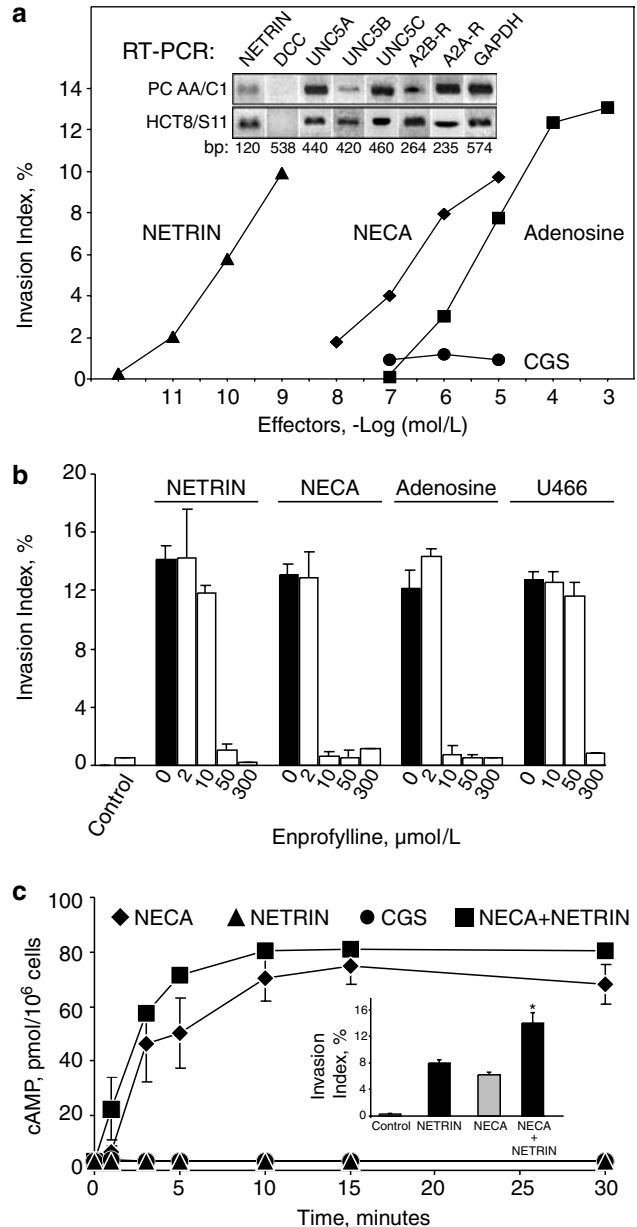 a
RT-PCR:
NETRIN
DCC
UNC5A
UNC5B
UNC5C
A2B-R
A2A-R
GAPDH
PC AA/C1
HCT8/S11
bp: 120 538 440 420 460 264 235 574
14
12
10
8
6
4
2
0
Invasion Index, %
NETRIN
NECA
Adenosine
CGS
11 10 9 8 7 6 5 4 3
Effectors, -Log (mol/L)
b
NETRIN NECA Adenosine U466
20
16
12
8
4
0
Invasion Index, %
Control
0 2 10 50 300
0 2 10 50 300
0 2 10 50 300
0 2 10 50 300
Enprofylline, µmol/L
c
NECA NETRIN CGS NECA+NETRIN
100
80
60
40
20
0
cAMP, pmol/10⁶ cells
16
12
8
4
0
Invasion
Index, %
*
Control NETRIN NECA NECA
+
NETRIN
0 5 10 15 20 25 30
Time, minutes